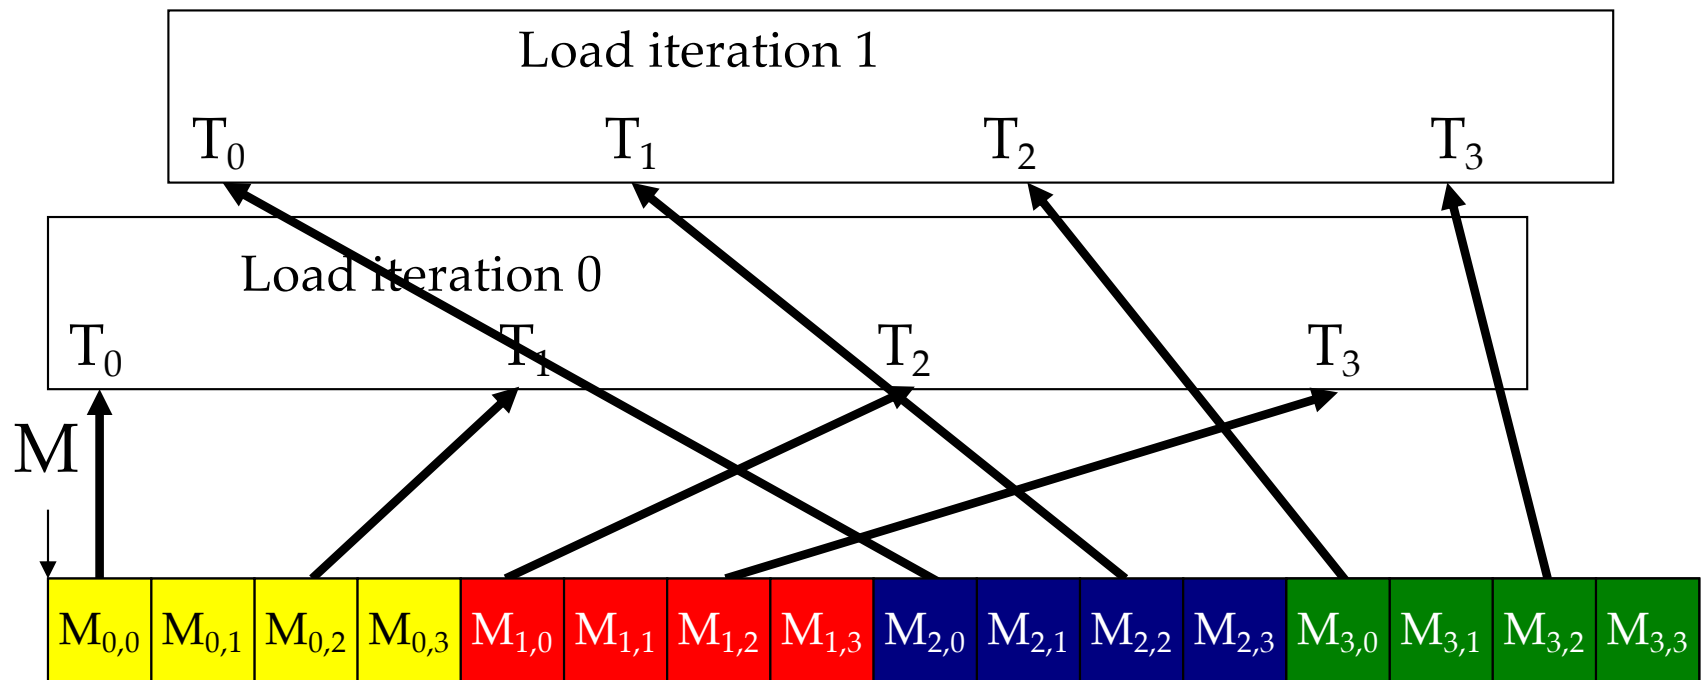 Load iteration 1
T₀ T₁ T₂ T₃
Load iteration 0
T₀ T₁ T₂ T₃
M
M₀,₀ M₀,₁ M₀,₂ M₀,₃ M₁,₀ M₁,₁ M₁,₂ M₁,₃ M₂,₀ M₂,₁ M₂,₂ M₂,₃ M₃,₀ M₃,₁ M₃,₂ M₃,₃